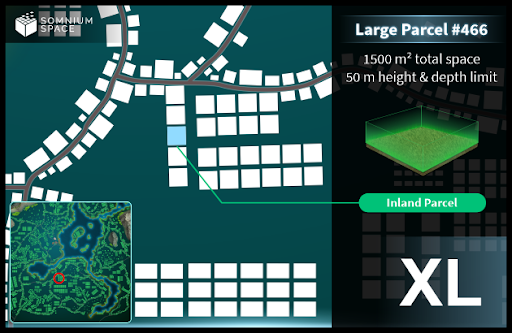 SOMNIUM
SPACE
Large Parcel #466
1500 m² total space
50 m height & depth limit
Inland Parcel
XL